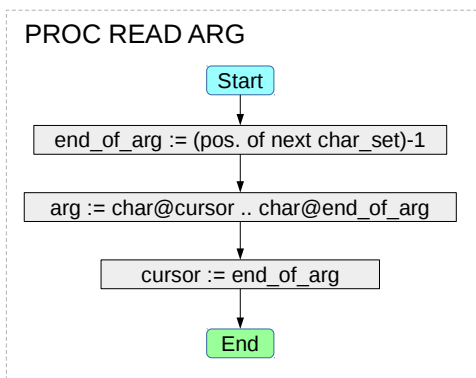 PROC READ ARG
Start
end_of_arg := (pos. of next char_set)-1
arg := char@cursor .. char@end_of_arg
cursor := end_of_arg
End